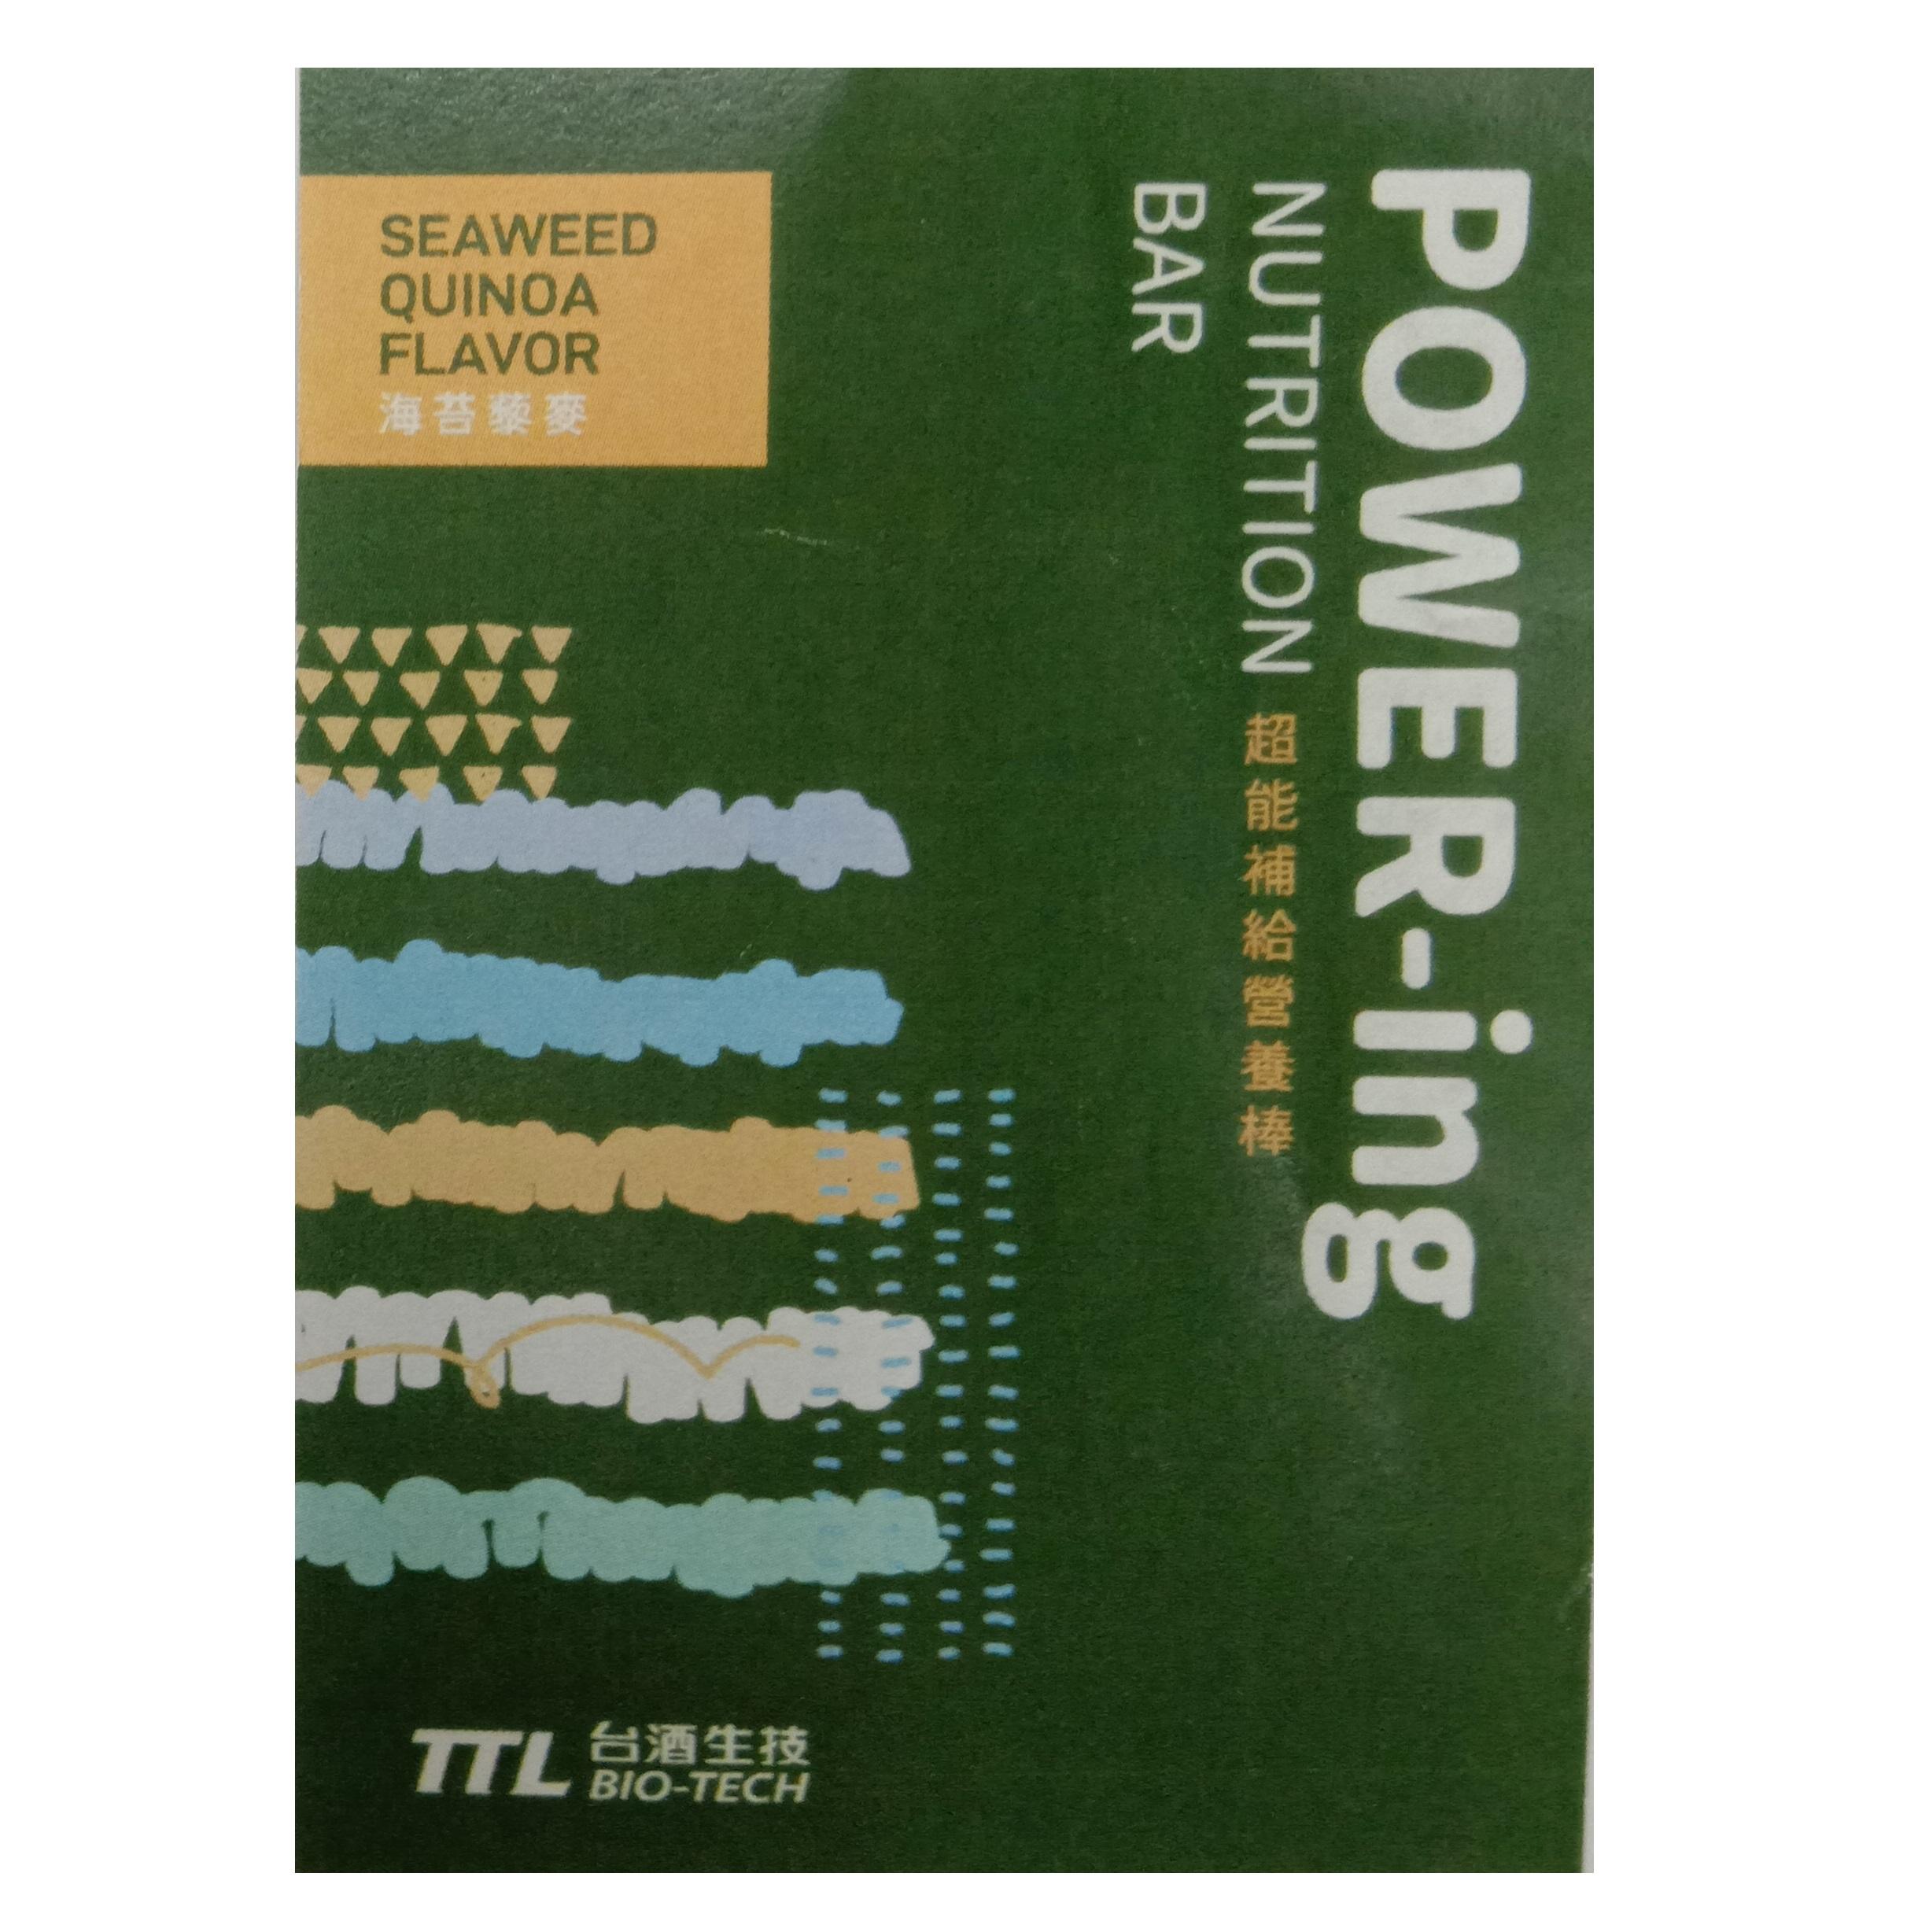 POWER-ing
NUTRITION 超能補給營養棒
BAR
SEAWEED
QUINOA
FLAVOR
海苔藜麥
TTL 台酒生技
BIO-TECH